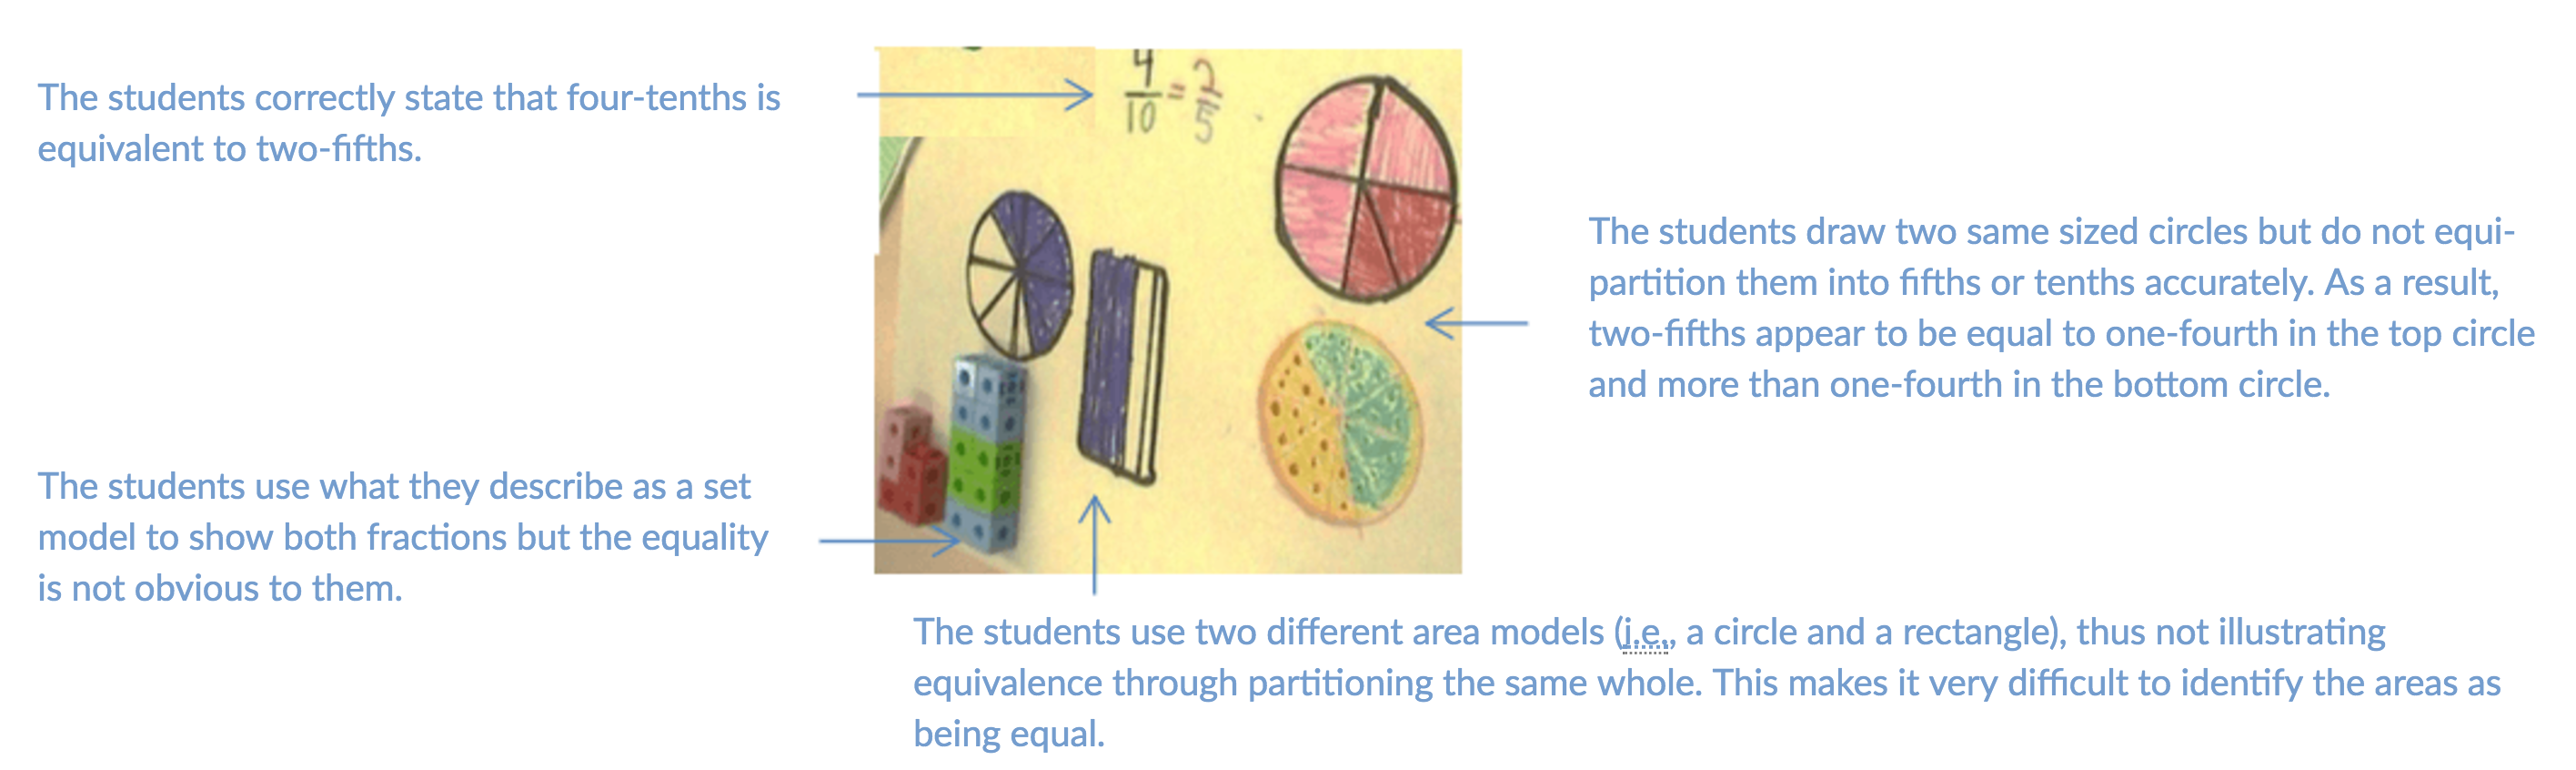 The students correctly state that four-tenths is
equivalent to two-fifths.
4/10 = 2/5
The students draw two same sized circles but do not equi-
partition them into fifths or tenths accurately. As a result,
two-fifths appear to be equal to one-fourth in the top circle
and more than one-fourth in the bottom circle.
The students use what they describe as a set
model to show both fractions but the equality
is not obvious to them.
The students use two different area models (i.e., a circle and a rectangle), thus not illustrating
equivalence through partitioning the same whole. This makes it very difficult to identify the areas as
being equal.